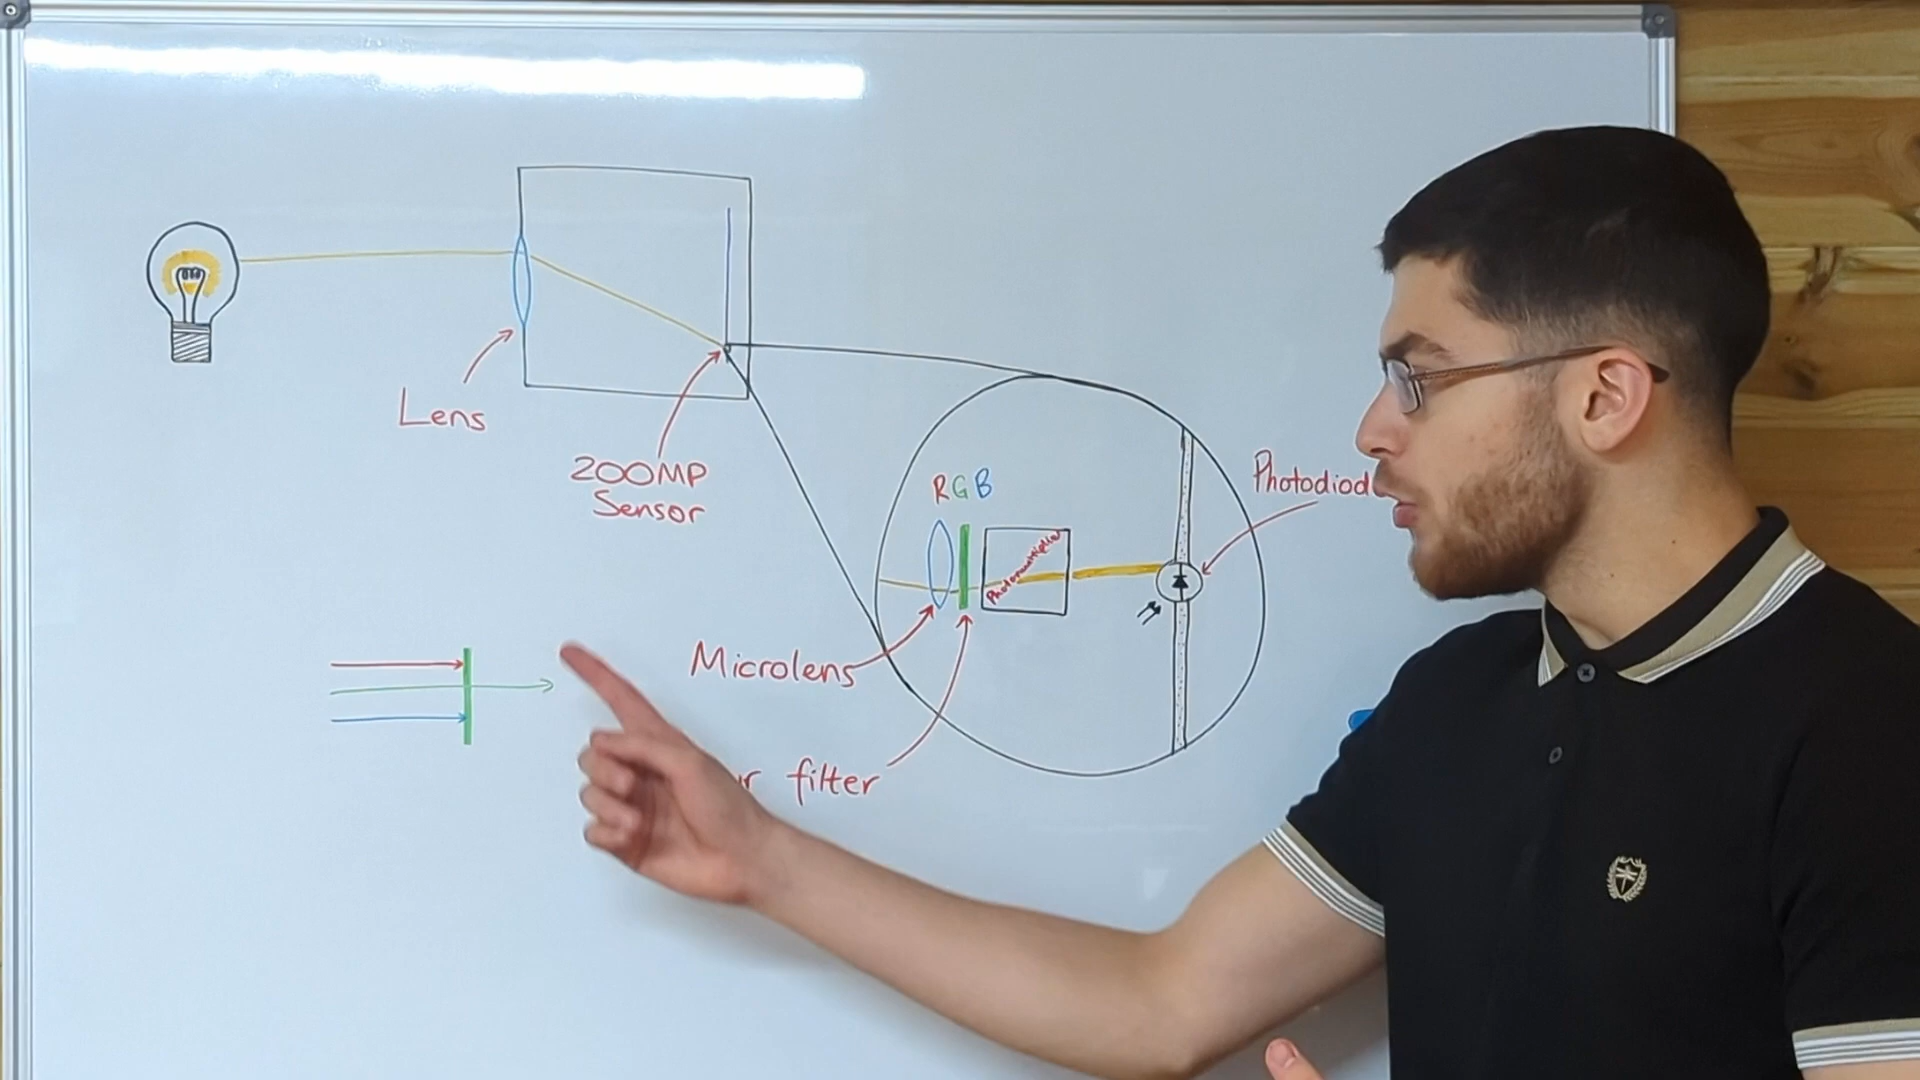 Lens
200MP
Sensor
RGB
Photodiod
Photomultiplier
Microlens
r filter